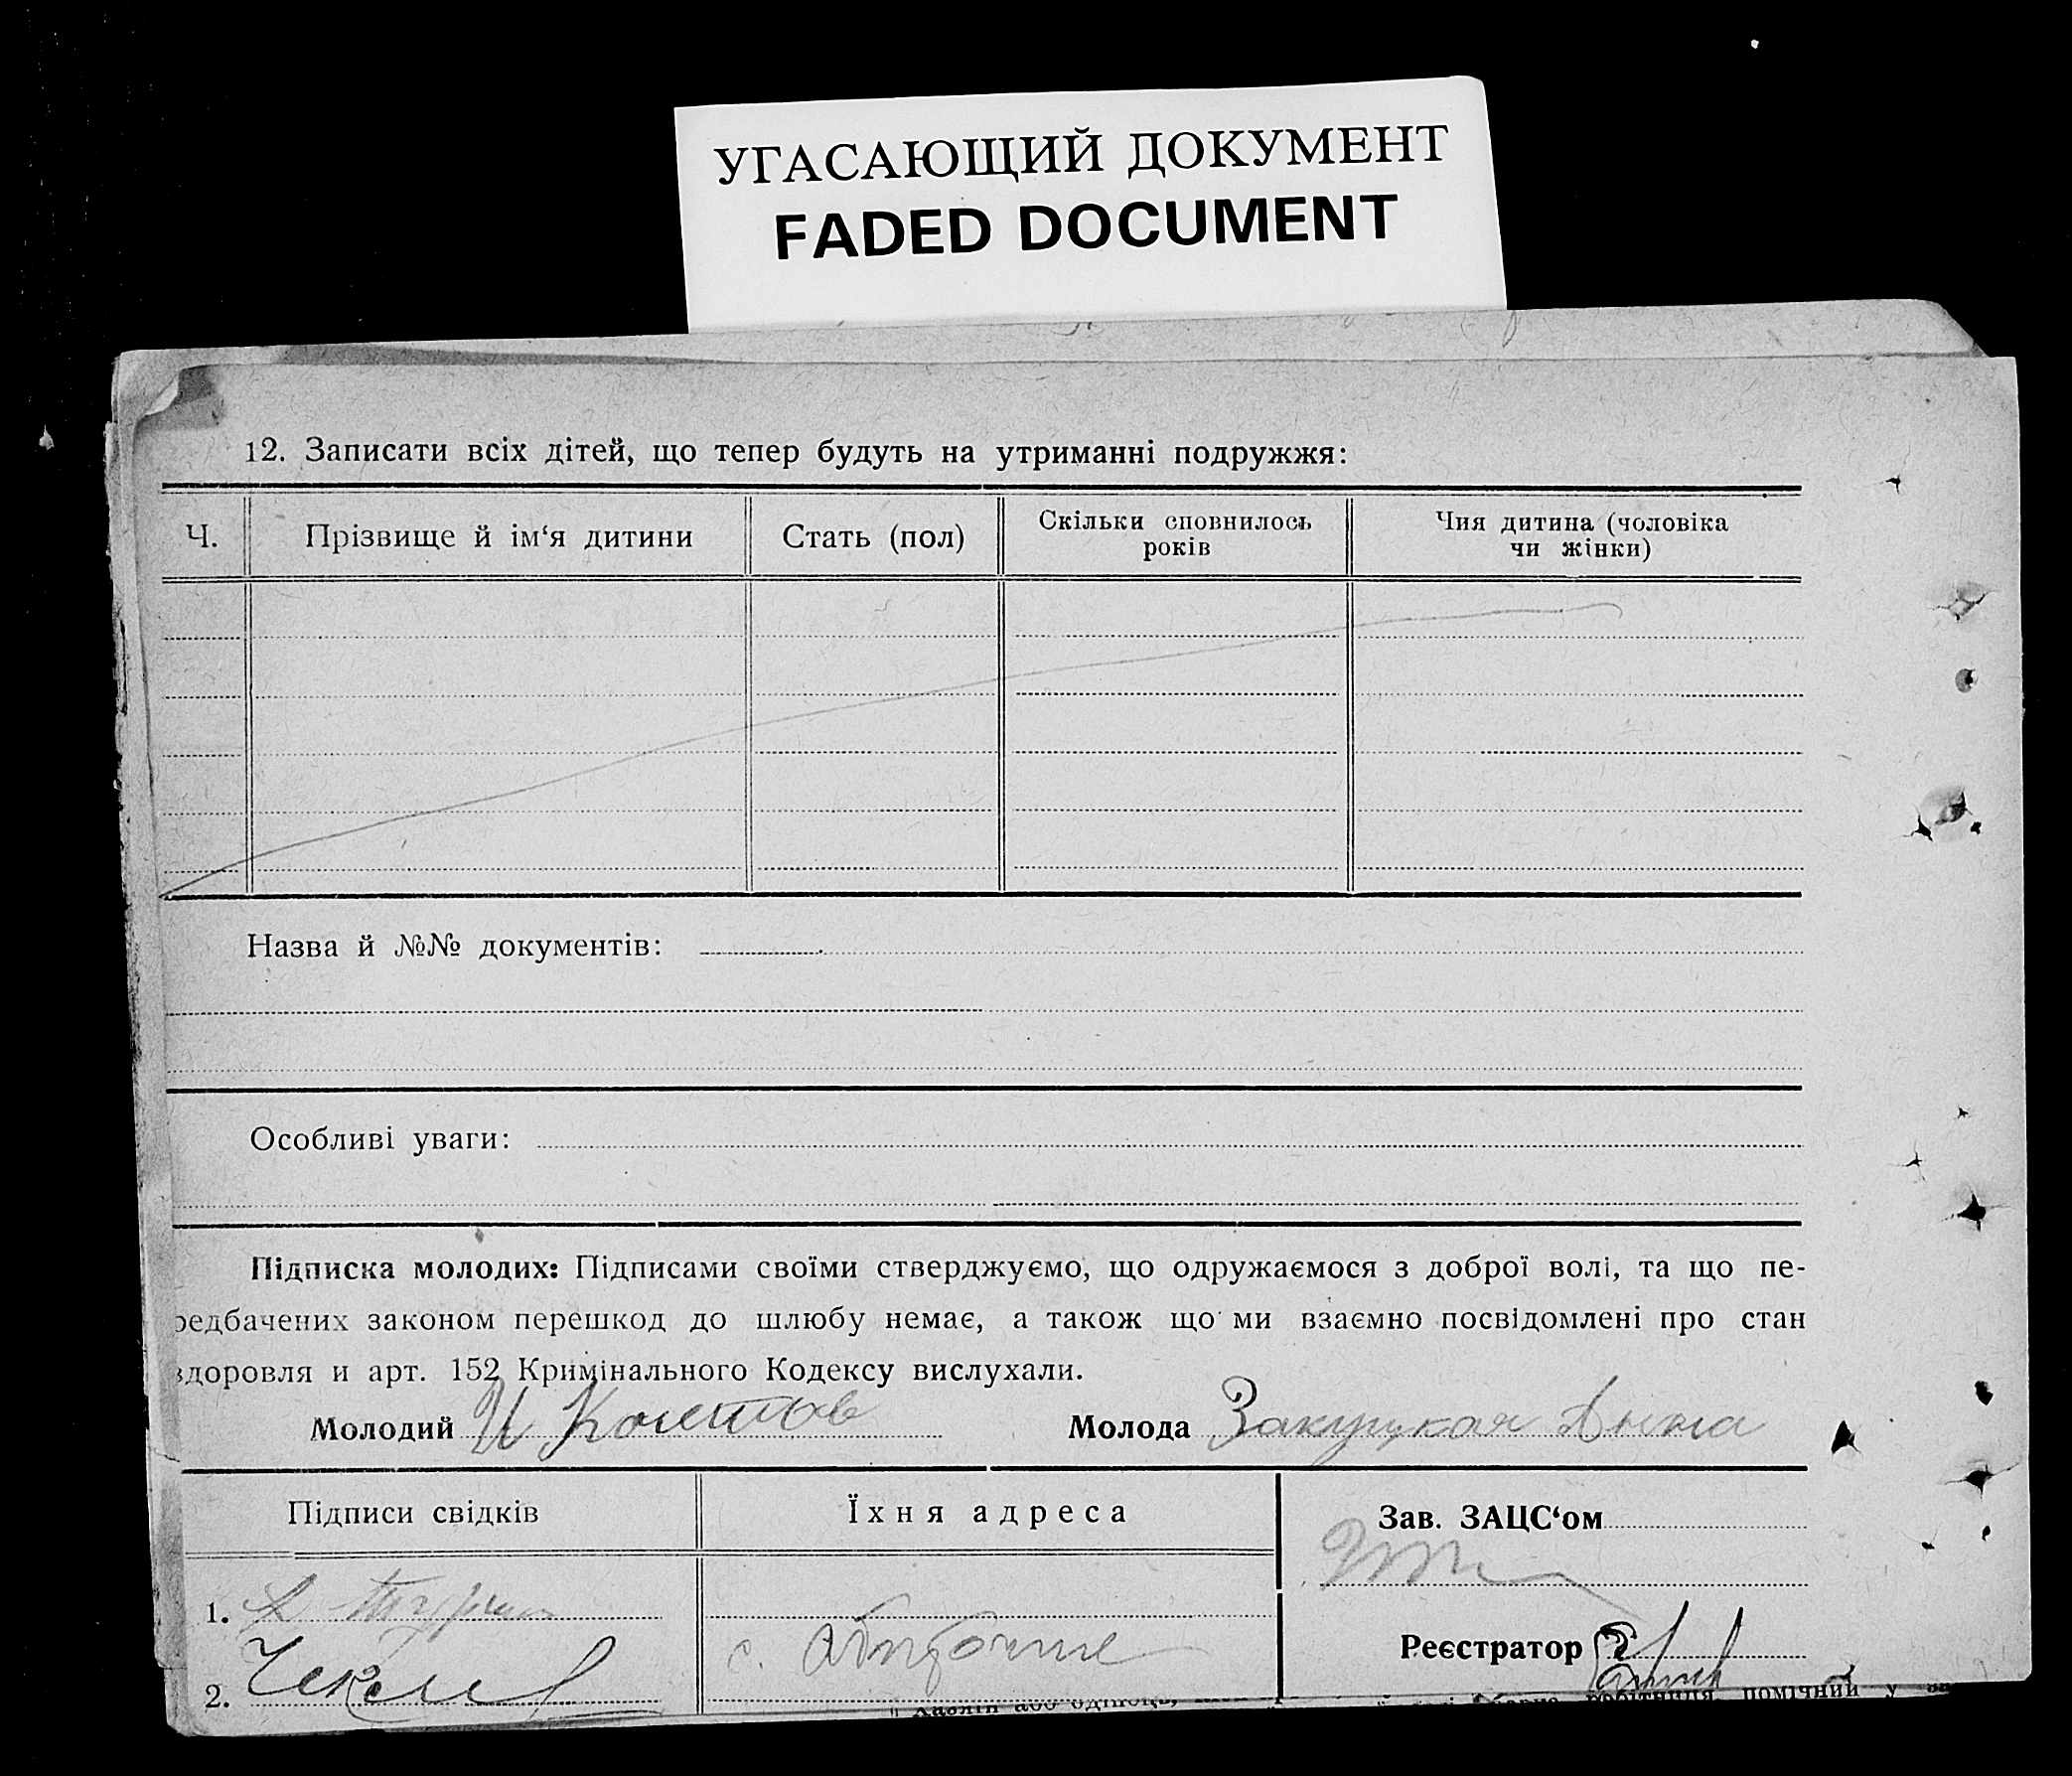 УГАСАЮЩИЙ ДОКУМЕНТ
FADED DOCUMENT
12. Записати всіх дітей, що тепер будуть на утриманні подружжя:
Ч. Прізвище й ім‘я дитини Стать (пол) Скільки сповнилось років Чия дитина (чоловіка чи жінки)
Назва й №№ документів:
Особливі уваги:
Підписка молодих: Підписами своїми стверджуємо, що одружаємося з доброї волі, та що пе-
редбачених законом перешкод до шлюбу немає, а також що ми взаємно посвідомлені про стан
здоровля и арт. 152 Кримінального Кодексу вислухали.
Молодий И Молода Закуцкая Анна
Підписи свідків Їхня адреса Зав. ЗАЦС‘ом
1.
с.
Реєстратор
2.